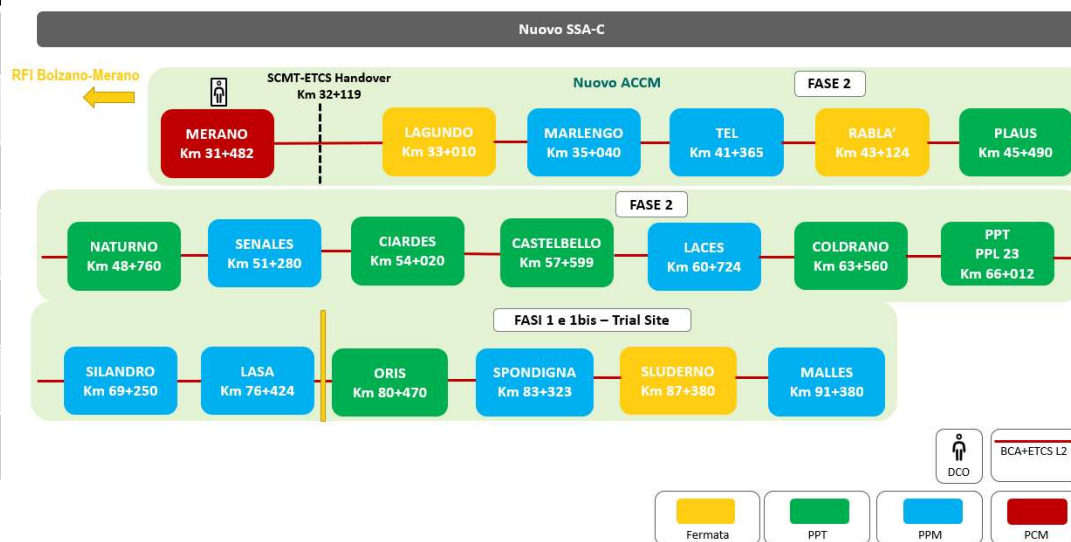 Nuovo SSA-C
RFI Bolzano-Merano
SCMT-ETCS Handover
Km 32+119
Nuovo ACCM
FASE 2
MERANO
Km 31+482
LAGUNDO
Km 33+010
MARLENGO
Km 35+040
TEL
Km 41+365
RABLA'
Km 43+124
PLAUS
Km 45+490
FASE 2
NATURNO
Km 48+760
SENALES
Km 51+280
CIARDES
Km 54+020
CASTELBELLO
Km 57+599
LACES
Km 60+724
COLDRANO
Km 63+560
PPT
PPL 23
Km 66+012
FASI 1 e 1bis – Trial Site
SILANDRO
Km 69+250
LASA
Km 76+424
ORIS
Km 80+470
SPONDIGNA
Km 83+323
SLUDERNO
Km 87+380
MALLES
Km 91+380
DCO
BCA+ETCS L2
Fermata
PPT
PPM
PCM